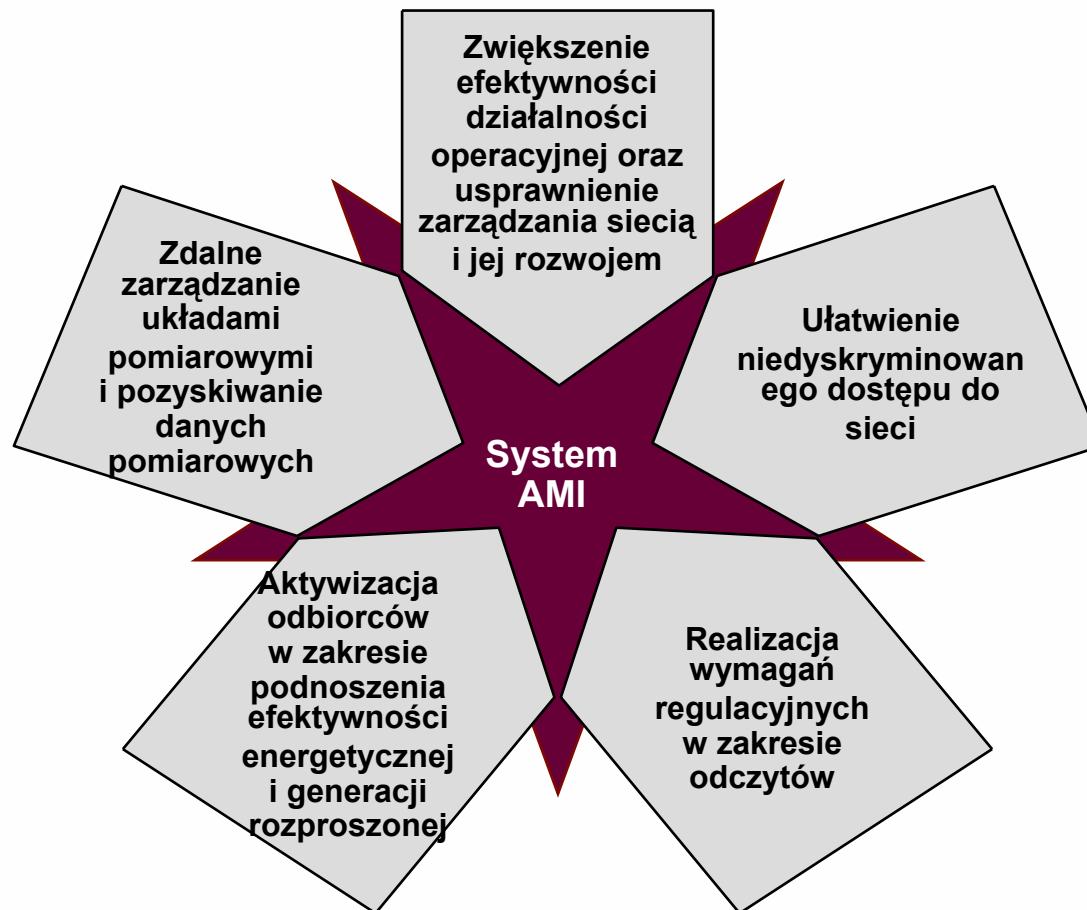 Zwiększenie
efektywności
działalności
operacyjnej oraz
usprawnienie
zarządzania siecią
i jej rozwojem
Zdalne
zarządzanie
układami
pomiarowymi
i pozyskiwanie
danych
pomiarowych
Ułatwienie
niedyskryminowan
ego dostępu do
sieci
System
AMI
Aktywizacja
odbiorców
w zakresie
podnoszenia
efektywności
energetycznej
i generacji
rozproszonej
Realizacja
wymagań
regulacyjnych
w zakresie
odczytów